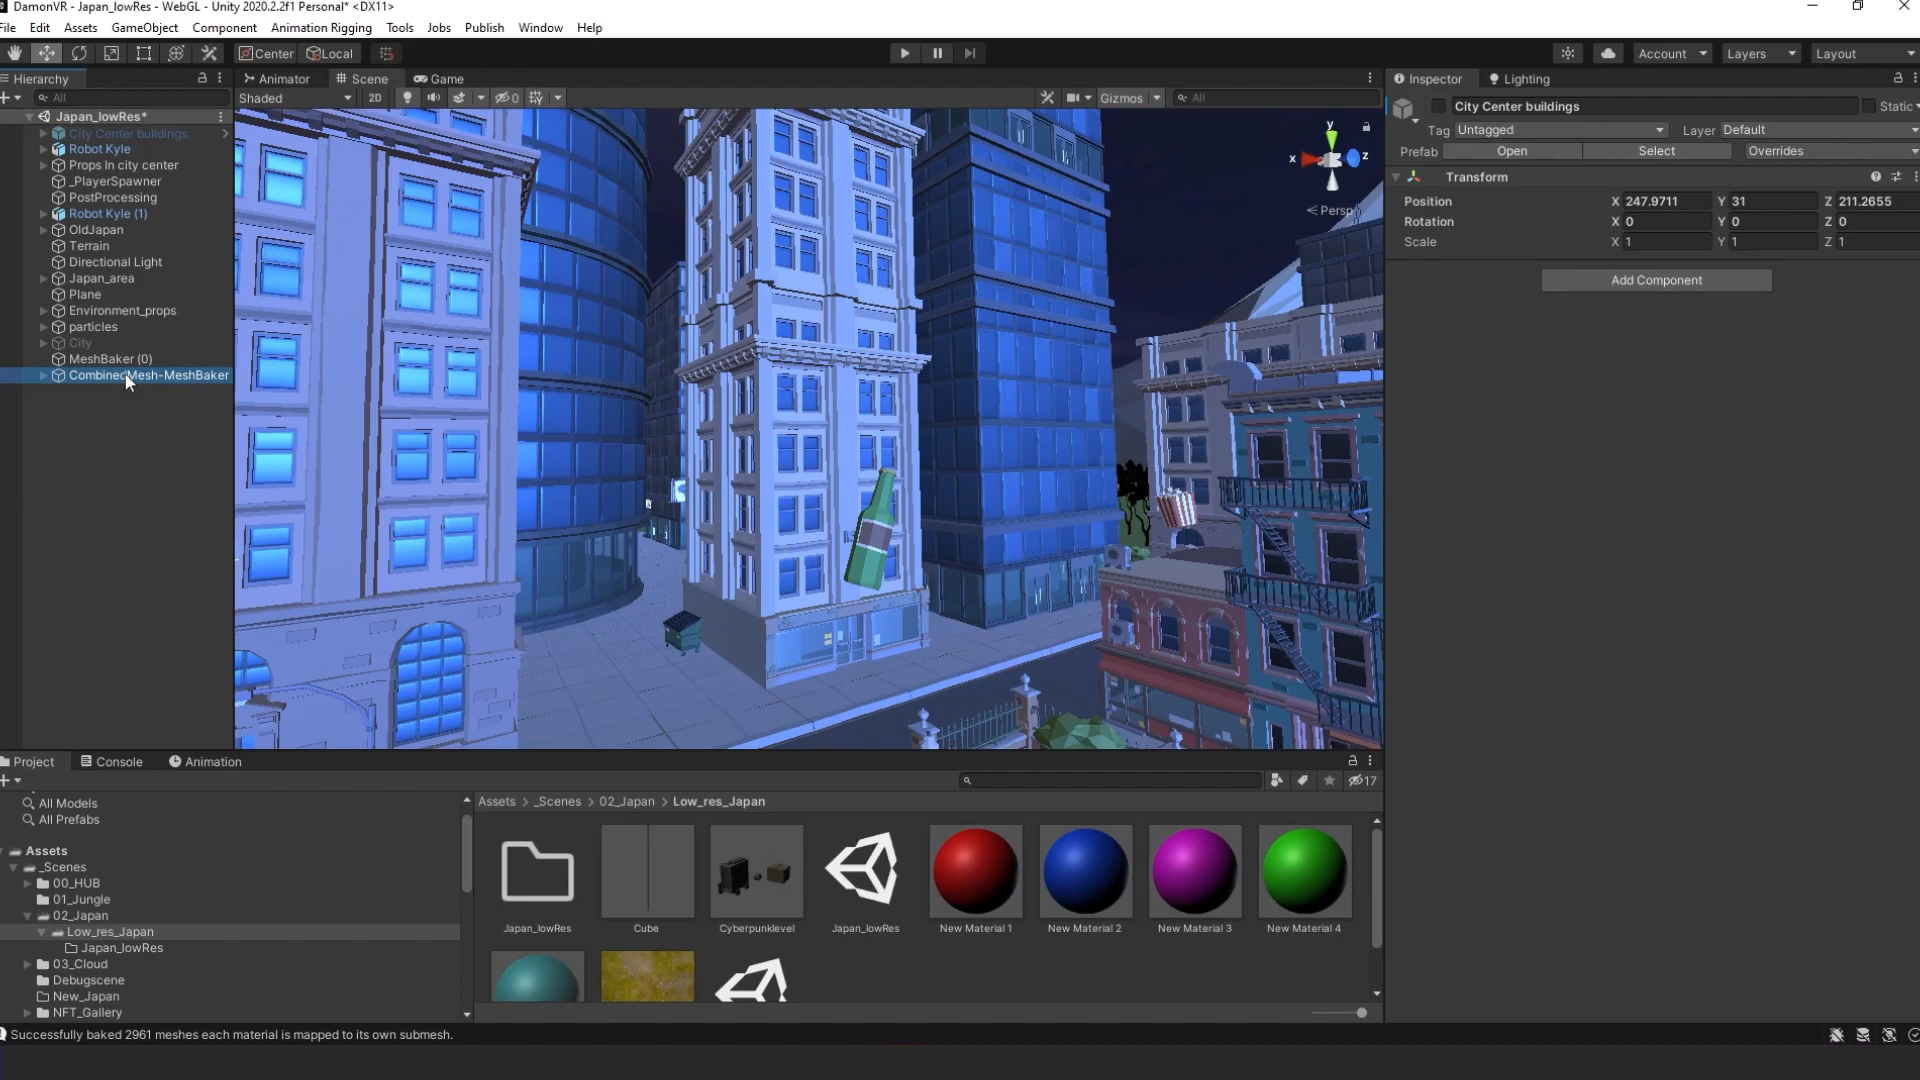 DamonVR - Japan_lowRes - WebGL - Unity 2020.2.2f1 Personal* <DX11>
File Edit Assets GameObject Component Animation Rigging Tools Jobs Publish Window Help
Center Local Account Layers Layout
Hierarchy
All
Japan_lowRes*
City Center buildings
Robot Kyle
Props In city center
_PlayerSpawner
PostProcessing
Robot Kyle (1)
OldJapan
Terrain
Directional Light
Japan_area
Plane
Environment_props
particles
City
MeshBaker (0)
CombinedMesh-MeshBaker
Animator Scene Game
Shaded 2D 0 Gizmos All
y
x z
< Persp
Inspector Lighting
City Center buildings Static
Tag Untagged Layer Default
Prefab Open Select Overrides
Transform
Position X 247.9711 Y 31 Z 211.2655
Rotation X 0 Y 0 Z 0
Scale X 1 Y 1 Z 1
Add Component
Project Console Animation
17
All Models
All Prefabs
Assets
_Scenes
00_HUB
01_Jungle
02_Japan
Low_res_Japan
Japan_lowRes
03_Cloud
Debugscene
New_Japan
NFT_Gallery
Assets > _Scenes > 02_Japan > Low_res_Japan
Japan_lowRes Cube Cyberpunklevel Japan_lowRes New Material 1 New Material 2 New Material 3 New Material 4
Successfully baked 2961 meshes each material is mapped to its own submesh.